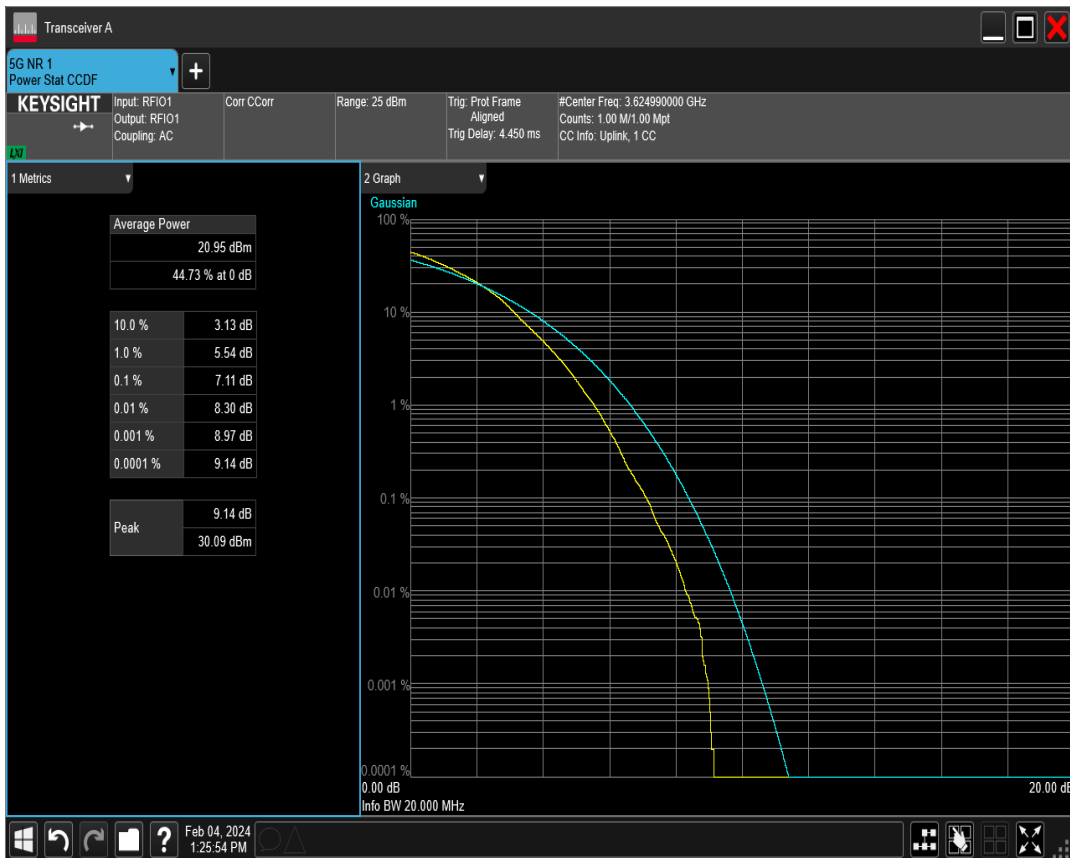 Transceiver A
5G NR 1
Power Stat CCDF
KEYSIGHT
LXI
Input: RFIO1
Output: RFIO1
Coupling: AC
Corr CCorr
Range: 25 dBm
Trig: Prot Frame
Aligned
Trig Delay: 4.450 ms
#Center Freq: 3.624990000 GHz
Counts: 1.00 M/1.00 Mpt
CC Info: Uplink, 1 CC
1 Metrics
Average Power
20.95 dBm
44.73 % at 0 dB
10.0 % 3.13 dB
1.0 % 5.54 dB
0.1 % 7.11 dB
0.01 % 8.30 dB
0.001 % 8.97 dB
0.0001 % 9.14 dB
Peak
9.14 dB
30.09 dBm
2 Graph
Gaussian
100 %
10 %
1 %
0.1 %
0.01 %
0.001 %
0.0001 %
0.00 dB 20.00 dB
Info BW 20.000 MHz
?
Feb 04, 2024
1:25:54 PM